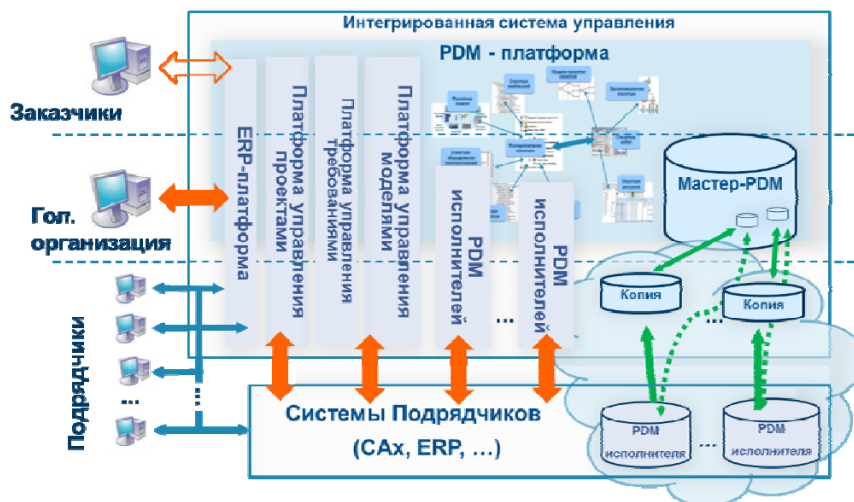 Интегрированная система управления
PDM - платформа
Заказчики
Гол.
организация
Подрядчики
...
...
ERP-платформа
Платформа управления
проектами
Платформа управления
требованиями
Платформа управления
моделями
PDM
исполнителей
...
PDM
исполнителей
Мастер-PDM
Копия
...
Копия
Системы Подрядчиков
(CAx, ERP, ...)
PDM
исполнителя
...
PDM
исполнителя